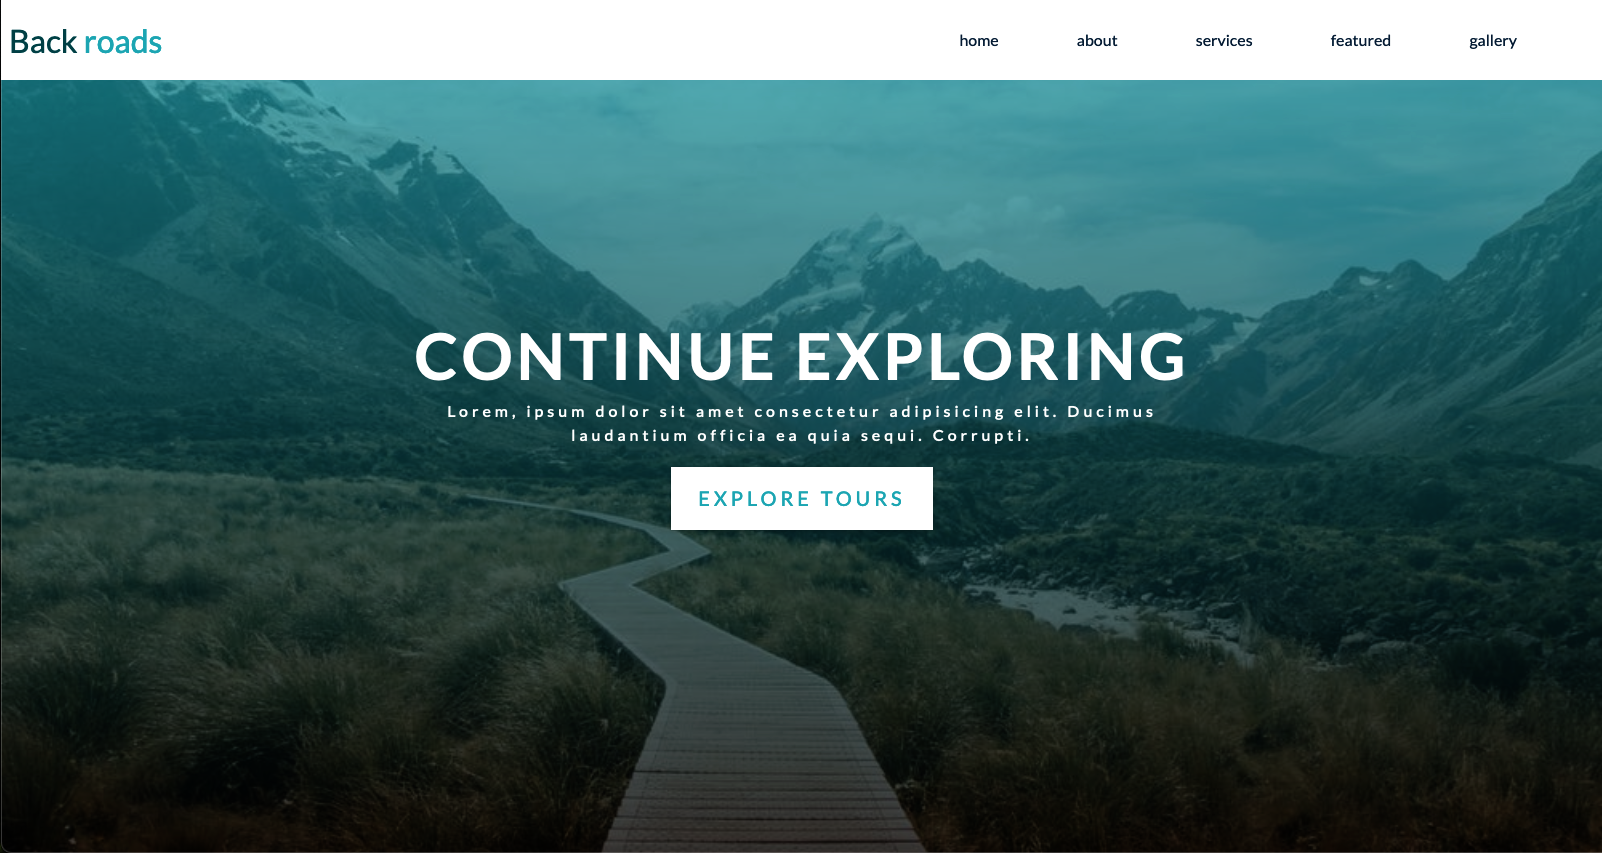 Back roads
home about services featured gallery
CONTINUE EXPLORING
Lorem, ipsum dolor sit amet consectetur adipisicing elit. Ducimus
laudantium officia ea quia sequi. Corrupti.
EXPLORE TOURS